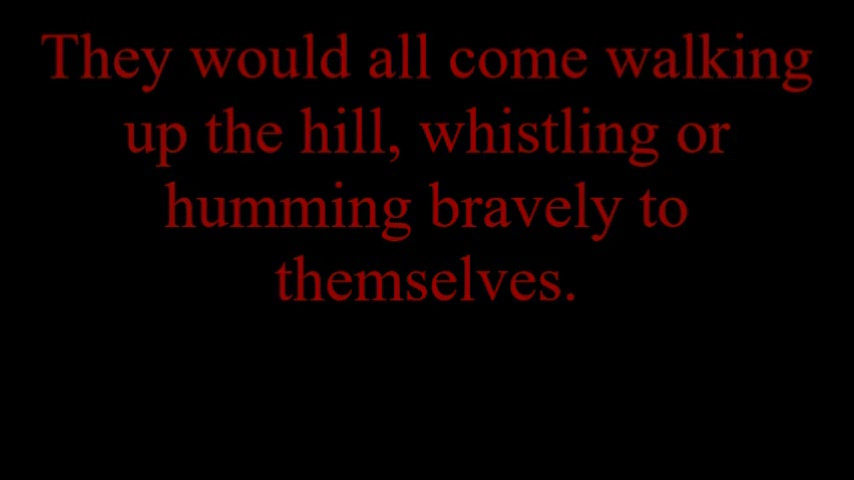 They would all come walking
up the hill, whistling or
humming bravely to
themselves.